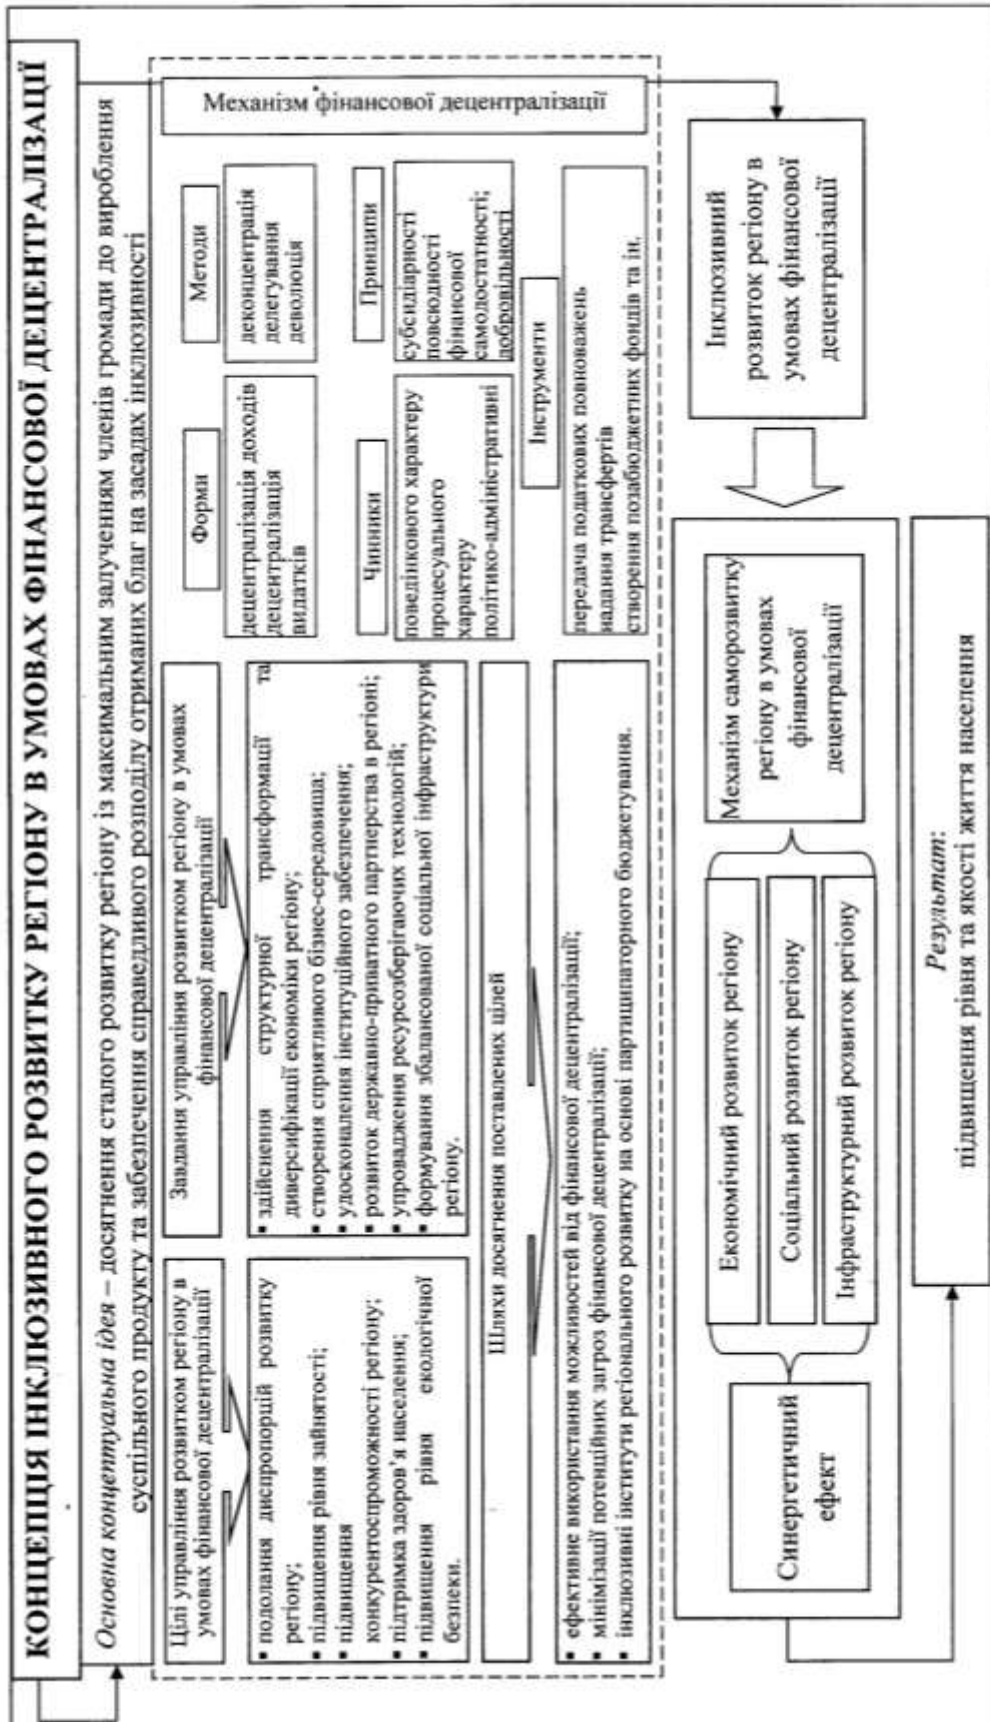 КОНЦЕПЦІЯ ІНКЛЮЗИВНОГО РОЗВИТКУ РЕГІОНУ В УМОВАХ ФІНАНСОВОЇ ДЕЦЕНТРАЛІЗАЦІЇ
Основна концептуальна ідея – досягнення сталого розвитку регіону із максимальним залученням членів громади до вироблення
суспільного продукту та забезпечення справедливого розподілу отриманих благ на засадах інклюзивності
Цілі управління розвитком регіону в
умовах фінансової децентралізації
▪ подолання диспропорцій розвитку
регіону;
▪ підвищення рівня зайнятості;
▪ підвищення
конкурентоспроможності регіону;
▪ підтримка здоров'я населення;
▪ підвищення рівня екологічної
безпеки.
Завдання управління розвитком регіону в умовах
фінансової децентралізації
▪ здійснення структурної трансформації та
диверсифікації економіки регіону;
▪ створення сприятливого бізнес-середовища;
▪ удосконалення інституційного забезпечення;
▪ розвиток державно-приватного партнерства в регіоні;
▪ упровадження ресурсозберігаючих технологій;
▪ формування збалансованої соціальної інфраструктури
регіону.
Шляхи досягнення поставлених цілей
▪ ефективне використання можливостей від фінансової децентралізації;
▪ мінімізації потенційних загроз фінансової децентралізації;
▪ інклюзивні інститути регіонального розвитку на основі партиципаторного бюджетування.
Механізм фінансової децентралізації
Форми
децентралізація доходів
децентралізація
видатків
Методи
деконцентрація
делегування
деволюція
Чинники
поведінкового характеру
процесуального
характеру
політико-адміністративні
Принципи
субсидіарності
повсюдності
фінансової
самодостатності;
добровільності
Інструменти
передача податкових повноважень
надання трансфертів
створення позабюджетних фондів та ін.
Інклюзивний
розвиток регіону в
умовах фінансової
децентралізації
Механізм саморозвитку
регіону в умовах
фінансової
децентралізації
Економічний розвиток регіону
Соціальний розвиток регіону
Інфраструктурний розвиток регіону
Синергетичний
ефект
Результат:
підвищення рівня та якості життя населення